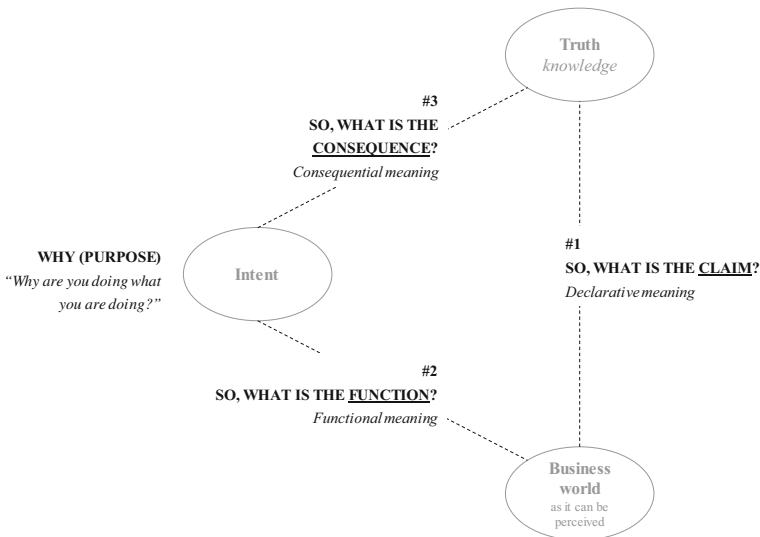 Truth
knowledge
#3
SO, WHAT IS THE
CONSEQUENCE?
Consequential meaning
WHY (PURPOSE)
“Why are you doing what
you are doing?”
Intent
#1
SO, WHAT IS THE CLAIM?
Declarative meaning
#2
SO, WHAT IS THE FUNCTION?
Functional meaning
Business
world
as it can be
perceived